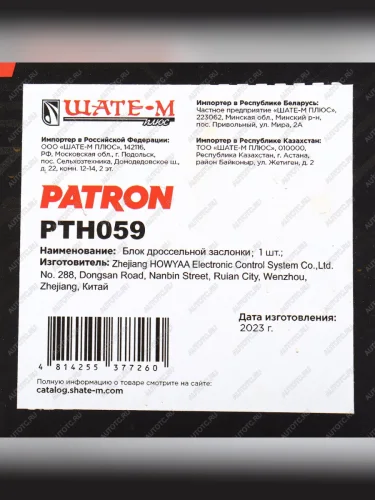 ШАТЕ-М
ПЛЮС
Импортер в Российской Федерации:
ООО «ШАТЕ-М ПЛЮС», 142116,
РФ, Московская обл., г. Подольск,
пос. Сельхозтехника, Домодедовское ш.,
д. 22, комн. 12-14, 2 эт.
Импортер в Республике Беларусь:
Частное предприятие «ШАТЕ-М ПЛЮС»,
223062, Минская обл., Минский р-н,
пос. Привольный, ул. Мира, 2А
Импортер в Республике Казахстан:
ТОО «ШАТЕ-М ПЛЮС», 010000,
Республика Казахстан, г. Астана,
район Байконыр, ул. Жетиген, д. 2
PATRON
PTH059
Наименование: Блок дроссельной заслонки; 1 шт.;
Изготовитель: Zhejiang HOWYAA Electronic Control System Co.,Ltd.
No. 288, Dongsan Road, Nanbin Street, Ruian City, Wenzhou,
Zhejiang, Китай
Дата изготовления:
2023 г.
4 814255 377260
Полную информацию о товаре смотрите на сайте
catalog.shate-m.com